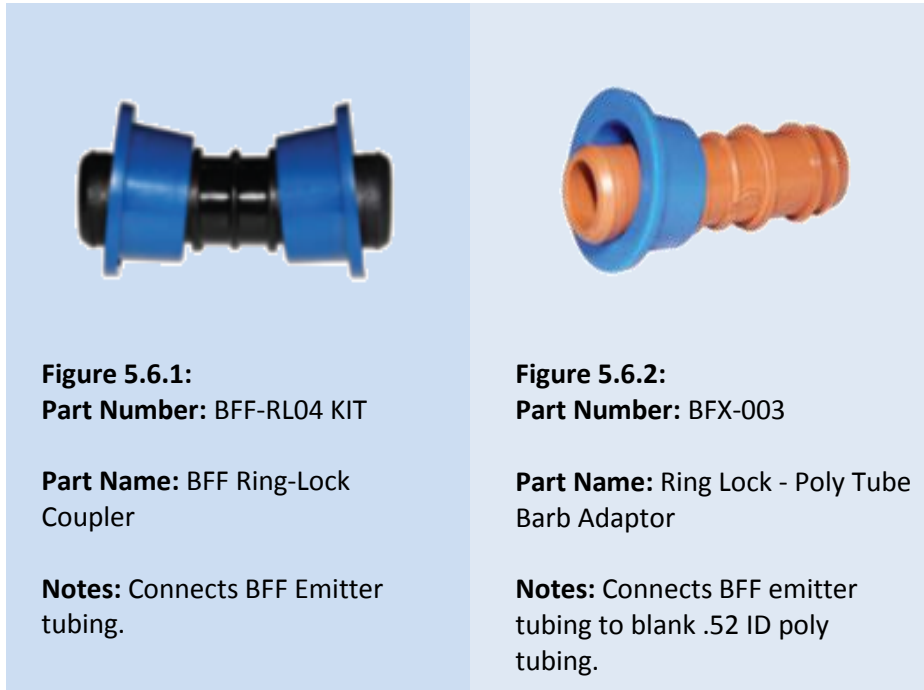 Figure 5.6.1:
Part Number: BFF-RL04 KIT
Part Name: BFF Ring-Lock
Coupler
Notes: Connects BFF Emitter
tubing.
Figure 5.6.2:
Part Number: BFX-003
Part Name: Ring Lock - Poly Tube
Barb Adaptor
Notes: Connects BFF emitter
tubing to blank .52 ID poly
tubing.